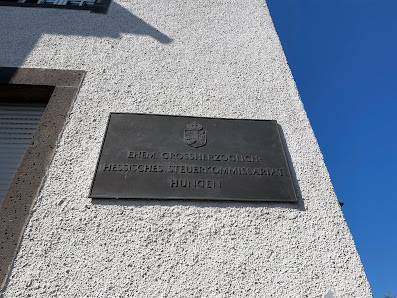 EHEM. GROSSHERZOGLICH
HESSISCHES STEUERKOMMISSARIAT
HUNGEN